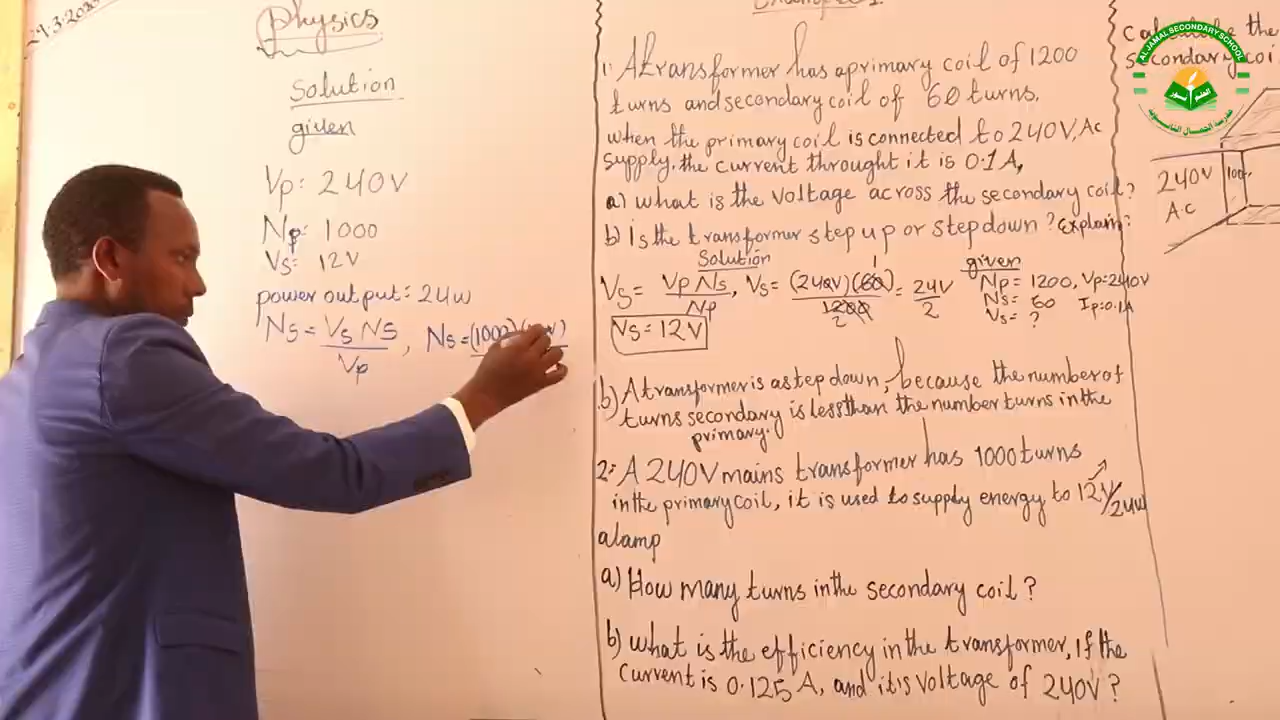 Physics
Solution
given
Vp: 240V
Np: 1000
Vs: 12V
power output: 24w
Ns = Vs Ns / Vp, Ns = (1000)
1. A transformer has a primary coil of 1200
turns and secondary coil of 60 turns.
when the primary coil is connected to 240V, Ac
supply, the current throught it is 0.1A,
a) what is the voltage across the secondary coil?
b) Is the transformer step up or step down? Explain?
Solution
Vs = Vp Ns / Np, Vs = (240V)(60) / 1200 = 24V / 2
Vs = 12V
given
Np = 1200, Vp=240V
Ns = 60 Ip=0.1A
Vs = ?
b) A transformer is a step down, because the number of
turns secondary is less than the number turns in the
primary.
2: A 240V mains transformer has 1000 turns
in the primary coil, it is used to supply energy to 12V/24w
a lamp
a) How many turns in the secondary coil?
b) what is the efficiency in the transformer, If the
current is 0.125 A, and it is voltage of 240V?
the
secondary coi
240V
A.C
AL JAMAL SECONDARY SCHOOL